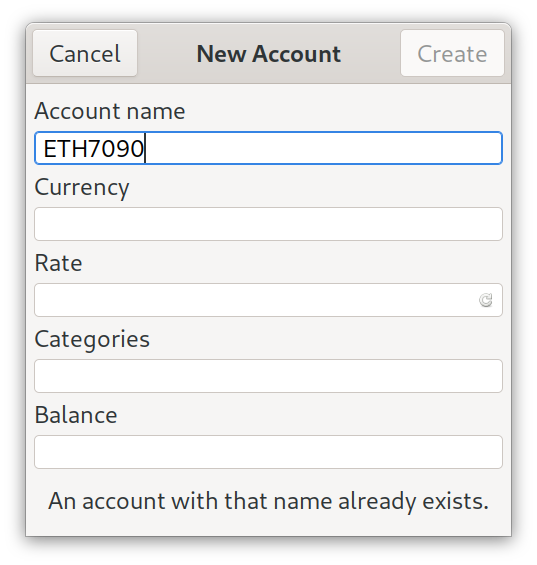 Cancel New Account Create
Account name
ETH7090
Currency
Rate
Categories
Balance
An account with that name already exists.